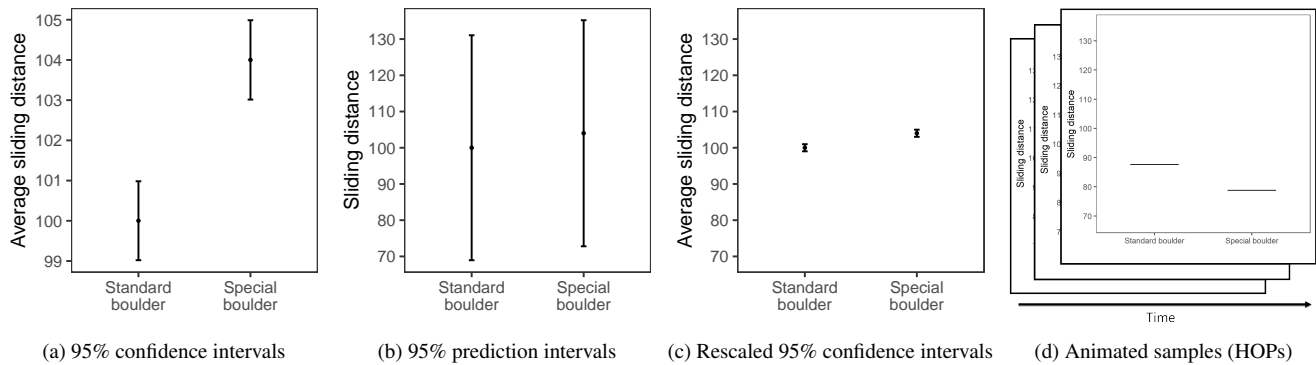 Average sliding distance
105
104
103
102
101
100
99
Standard boulder
Special boulder
(a) 95% confidence intervals
Sliding distance
130
120
110
100
90
80
70
Standard boulder
Special boulder
(b) 95% prediction intervals
Average sliding distance
130
120
110
100
90
80
70
Standard boulder
Special boulder
(c) Rescaled 95% confidence intervals
Sliding distance
Sliding distance
Sliding distance
130
120
110
100
90
80
70
Standard boulder
Special boulder
Time
(d) Animated samples (HOPs)